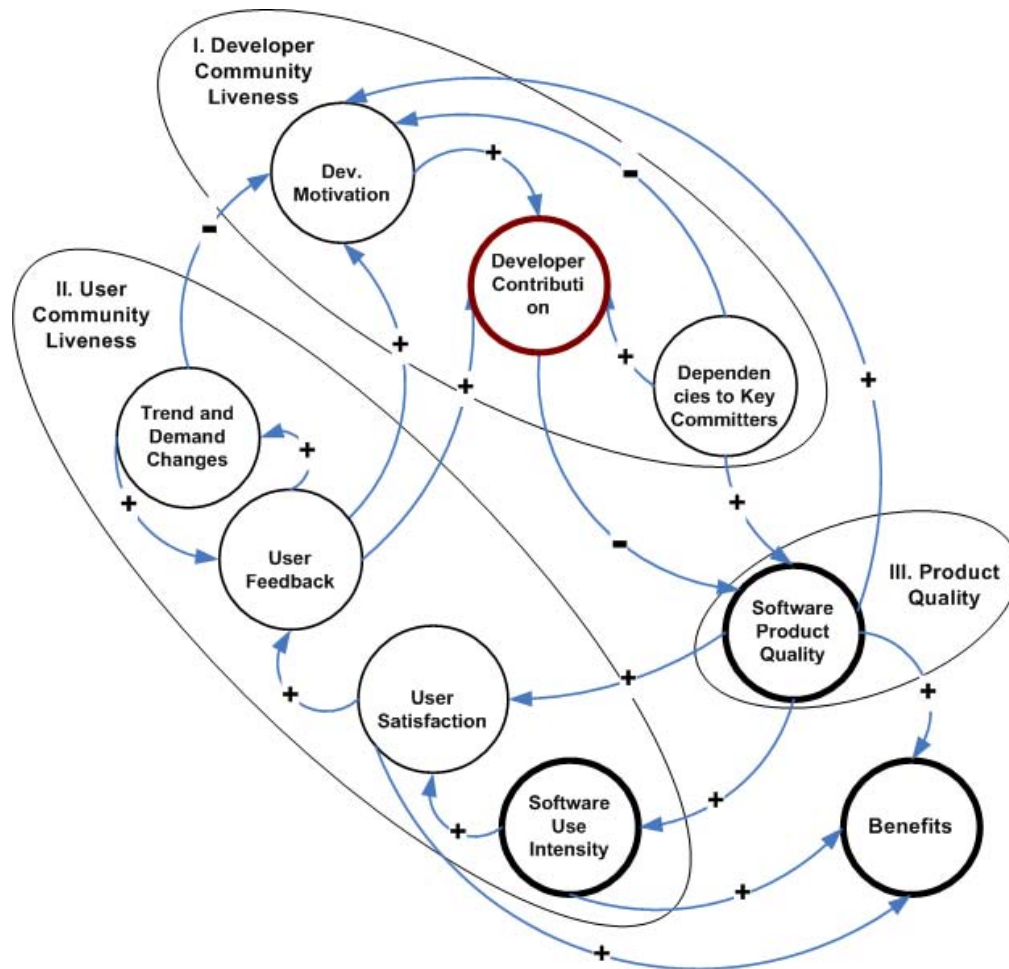 I. Developer
Community
Liveness
Dev.
Motivation
+
-
-
Developer
Contributi
on
II. User
Community
Liveness
+
+
+
Dependen
cies to Key
Committers
+
Trend and
Demand
Changes
+
+
+
User
Feedback
-
III. Product
Quality
Software
Product
Quality
+
+
+
User
Satisfaction
+
+
Software
Use
Intensity
Benefits
+
+